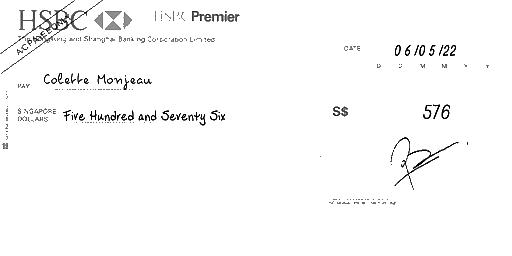 HSBC HSBC Premier
A/C PAYEE ONLY
The Hongkong and Shanghai Banking Corporation Limited
DATE 06/05/22
D D M M Y Y
PAY Colette Monjeau
SINGAPORE DOLLARS Five Hundred and Seventy Six S$ 576